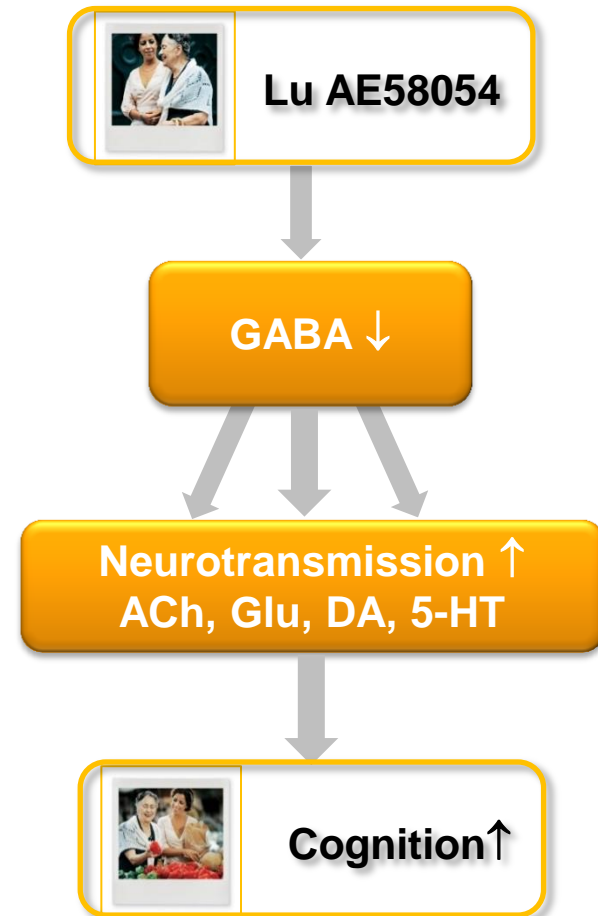 Lu AE58054
GABA ↓
Neurotransmission ↑
ACh, Glu, DA, 5-HT
Cognition↑